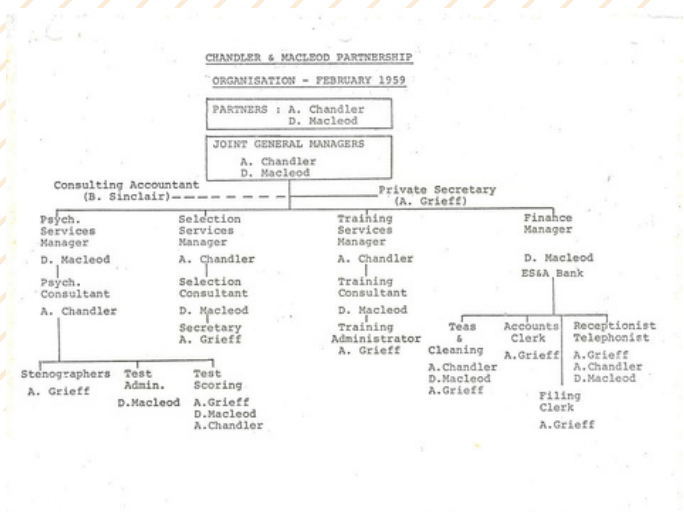 CHANDLER & MACLEOD PARTNERSHIP
ORGANISATION - FEBRUARY 1959
PARTNERS : A. Chandler
D. Macleod
JOINT GENERAL MANAGERS
A. Chandler
D. Macleod
Consulting Accountant
(B. Sinclair)
Private Secretary
(A. Grieff)
Psych.
Services
Manager
D. Macleod
Psych.
Consultant
A. Chandler
Selection
Services
Manager
A. Chandler
Selection
Consultant
D. Macleod
Secretary
A. Grieff
Training
Services
Manager
A. Chandler
Training
Consultant
D. Macleod
Training
Administrator
A. Grieff
Finance
Manager
D. Macleod
ES&A Bank
Stenographers
A. Grieff
Test
Admin.
D.Macleod
Test
Scoring
A.Grieff
D.Macleod
A.Chandler
Teas
&
Cleaning
A.Chandler
D.Macleod
A.Grieff
Accounts
Clerk
A.Grieff
Filing
Clerk
A.Grieff
Receptionist
Telephonist
A.Grieff
A.Chandler
D.Macleod